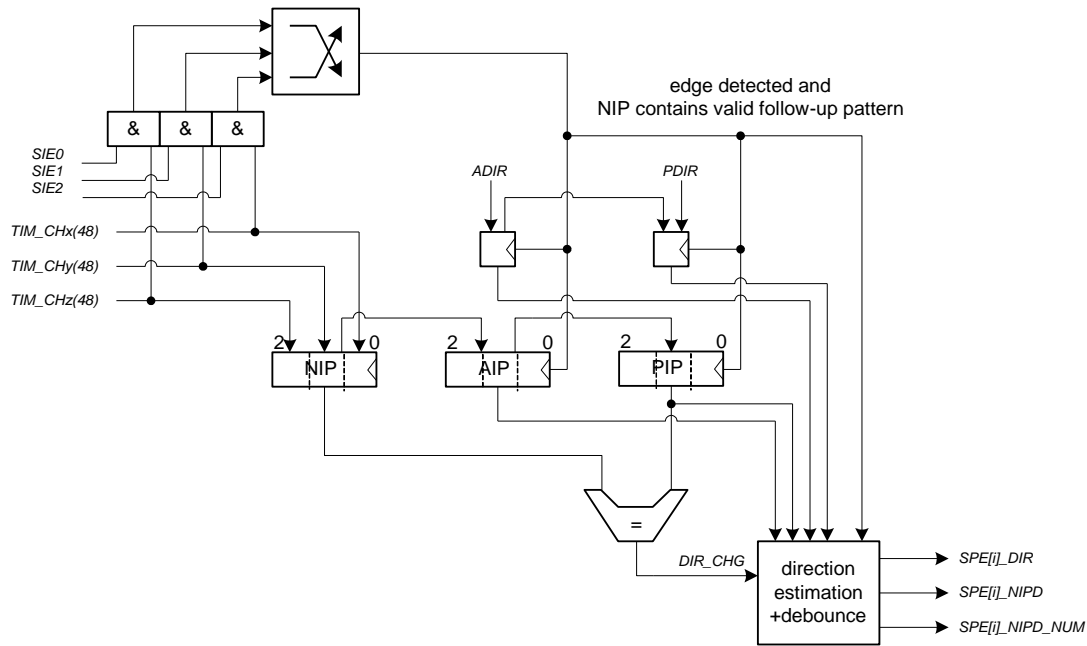 edge detected and
NIP contains valid follow-up pattern
& & &
SIE0
SIE1
SIE2
ADIR PDIR
TIM_CHx(48)
TIM_CHy(48)
TIM_CHz(48)
2 0 2 0 2 0
NIP AIP PIP
=
DIR_CHG
direction
estimation
+debounce
SPE[i]_DIR
SPE[i]_NIPD
SPE[i]_NIPD_NUM